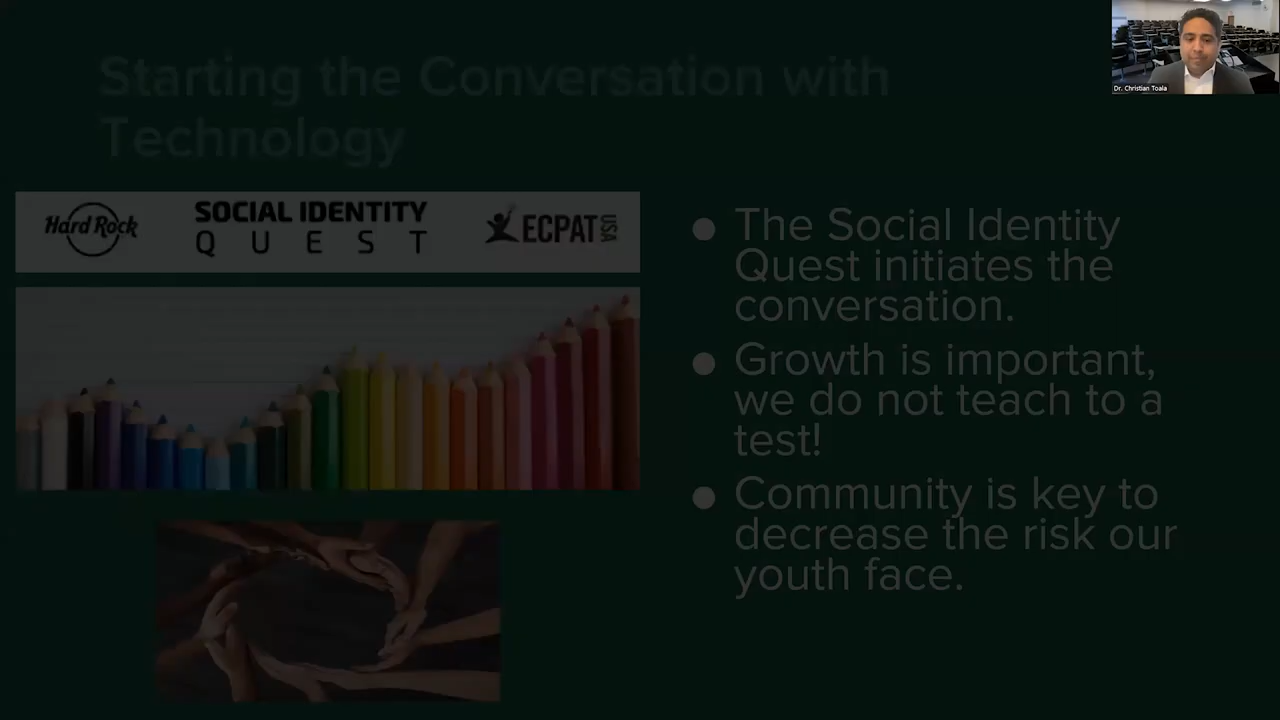 Starting the Conversation with
Technology
Dr. Christian Toala
Hard Rock
SOCIAL IDENTITY
QUEST
ECPAT USA
● The Social Identity
Quest initiates the
conversation.
● Growth is important,
we do not teach to a
test!
● Community is key to
decrease the risk our
youth face.